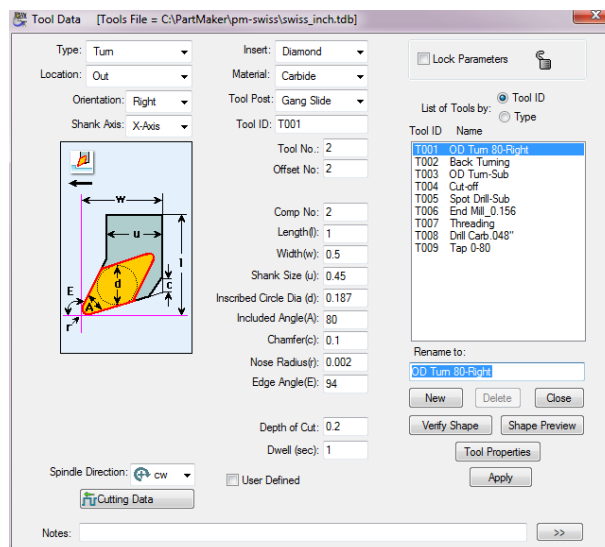 Tool Data [Tools File = C:\PartMaker\pm-swiss\swiss_inch.tdb]
Type: Turn
Location: Out
Orientation: Right
Shank Axis: X-Axis
w
u
l
d
c
E
A
r
Spindle Direction: CW
Cutting Data
Insert: Diamond
Material: Carbide
Tool Post: Gang Slide
Tool ID: T001
Tool No.: 2
Offset No: 2
Comp No: 2
Length(l): 1
Width(w): 0.5
Shank Size (u): 0.45
Inscribed Circle Dia (d): 0.187
Included Angle(A): 80
Chamfer(c): 0.1
Nose Radius(r): 0.002
Edge Angle(E): 94
Depth of Cut: 0.2
Dwell (sec): 1
User Defined
Lock Parameters
List of Tools by: Tool ID
Type
Tool ID Name
T001 OD Turn 80-Right
T002 Back Turning
T003 OD Turn-Sub
T004 Cut-off
T005 Spot Drill-Sub
T006 End Mill_0.156
T007 Threading
T008 Drill Carb.048"
T009 Tap 0-80
Rename to:
OD Turn 80-Right
New Delete Close
Verify Shape Shape Preview
Tool Properties
Apply
Notes: >>